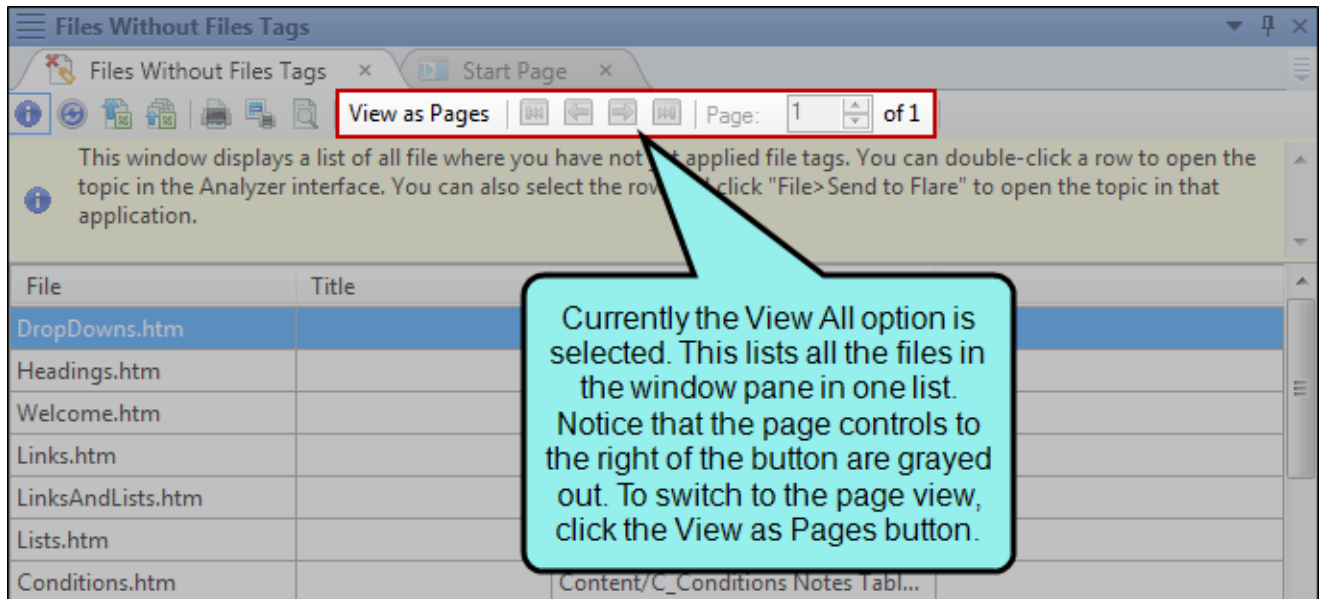 Files Without Files Tags
Files Without Files Tags
Start Page
View as Pages
Page: 1 of 1
This window displays a list of all file where you have not applied file tags. You can double-click a row to open the
topic in the Analyzer interface. You can also select the row click "File>Send to Flare" to open the topic in that
application.
File Title
DropDowns.htm
Headings.htm
Welcome.htm
Links.htm
LinksAndLists.htm
Lists.htm
Conditions.htm Content/C_Conditions Notes Tabl...
Currently the View All option is
selected. This lists all the files in
the window pane in one list.
Notice that the page controls to
the right of the button are grayed
out. To switch to the page view,
click the View as Pages button.